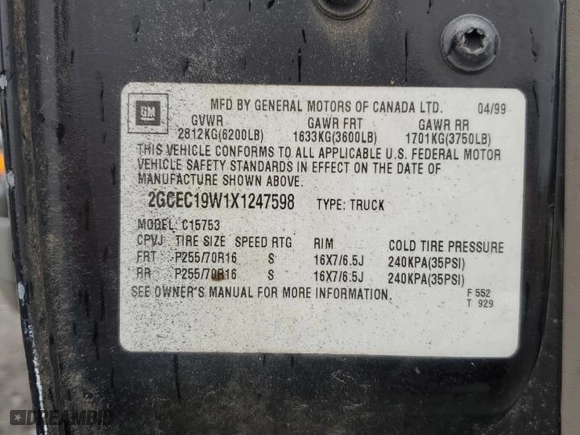 GM
MFD BY GENERAL MOTORS OF CANADA LTD. 04/99
GVWR GAWR FRT GAWR RR
2812KG(6200LB) 1633KG(3600LB) 1701KG(3750LB)
THIS VEHICLE CONFORMS TO ALL APPLICABLE U.S. FEDERAL MOTOR
VEHICLE SAFETY STANDARDS IN EFFECT ON THE DATE OF
MANUFACTURE SHOWN ABOVE.
2GCEC19W1X1247598 TYPE: TRUCK
MODEL: C15753
CPVJ TIRE SIZE SPEED RTG RIM COLD TIRE PRESSURE
FRT P255/70R16 S 16X7/6.5J 240KPA(35PSI)
RR P255/70R16 S 16X7/6.5J 240KPA(35PSI)
SEE OWNER'S MANUAL FOR MORE INFORMATION. F 552
T 929
DREAMBID